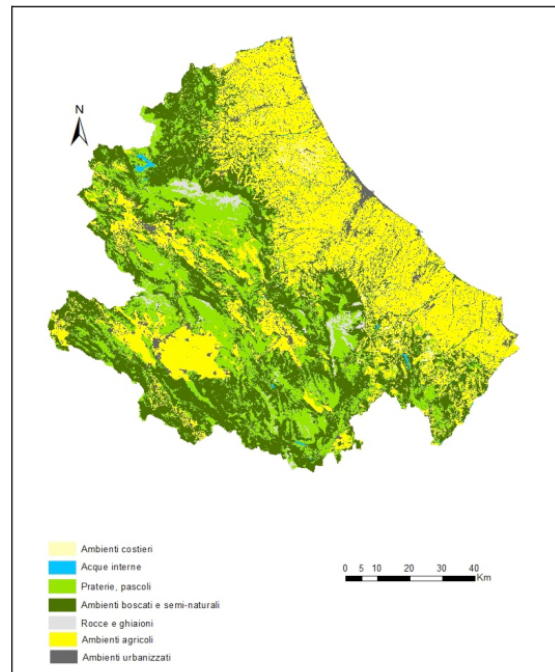 N
Ambienti costieri
Acque interne
Praterie, pascoli
Ambienti boscati e semi-naturali
Rocce e ghiaioni
Ambienti agricoli
Ambienti urbanizzati
0 5 10 20 30 40
Km